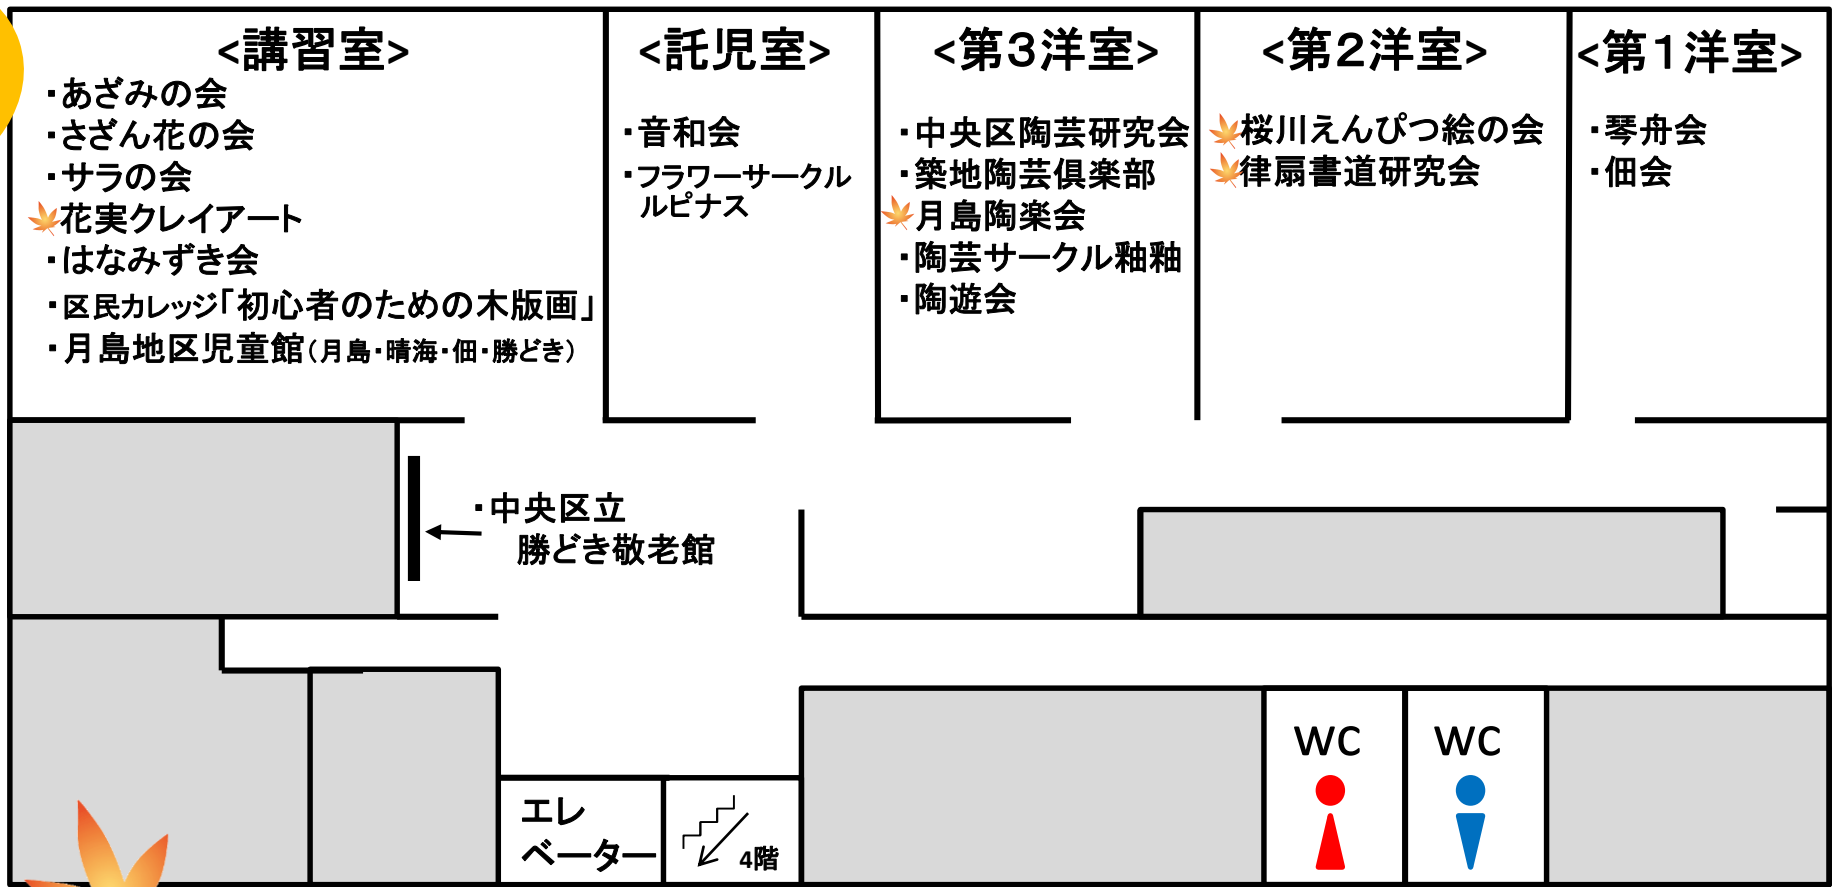 <講習室>
・あざみの会
・さざん花の会
・サラの会
花実クレイアート
・はなみずき会
・区民カレッジ「初心者のための木版画」
・月島地区児童館(月島・晴海・佃・勝どき)
<託児室>
・音和会
・フラワーサークル
ルピナス
<第3洋室>
・中央区陶芸研究会
・築地陶芸倶楽部
月島陶楽会
・陶芸サークル釉釉
・陶遊会
<第2洋室>
桜川えんぴつ絵の会
律扇書道研究会
<第1洋室>
・琴舟会
・佃会
・中央区立
勝どき敬老館
エレ
ベーター
4階
WC
WC